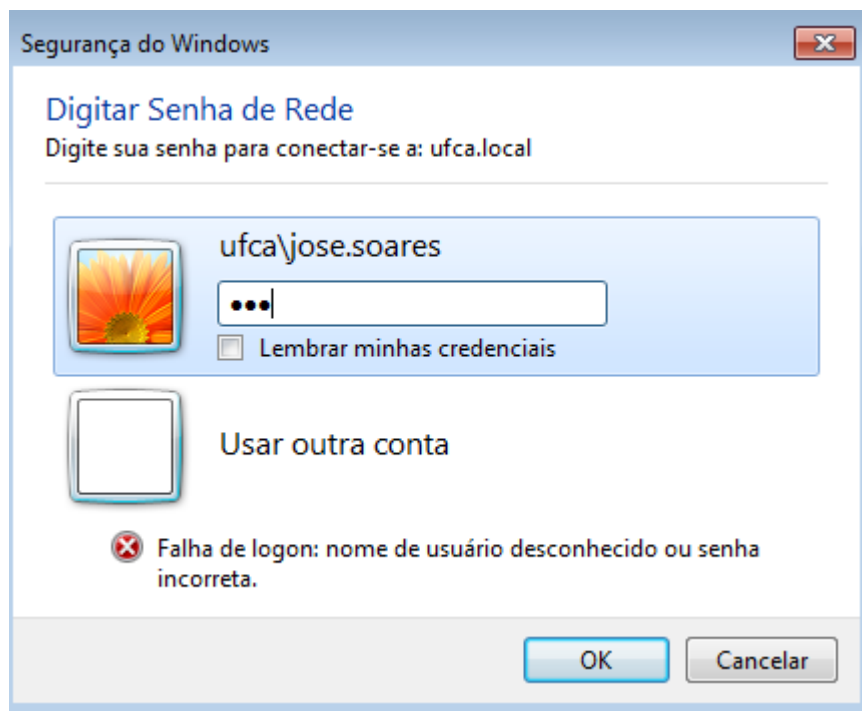 Segurança do Windows
Digitar Senha de Rede
Digite sua senha para conectar-se a: ufca.local
ufca\jose.soares
•••
Lembrar minhas credenciais
Usar outra conta
Falha de logon: nome de usuário desconhecido ou senha
incorreta.
OK
Cancelar